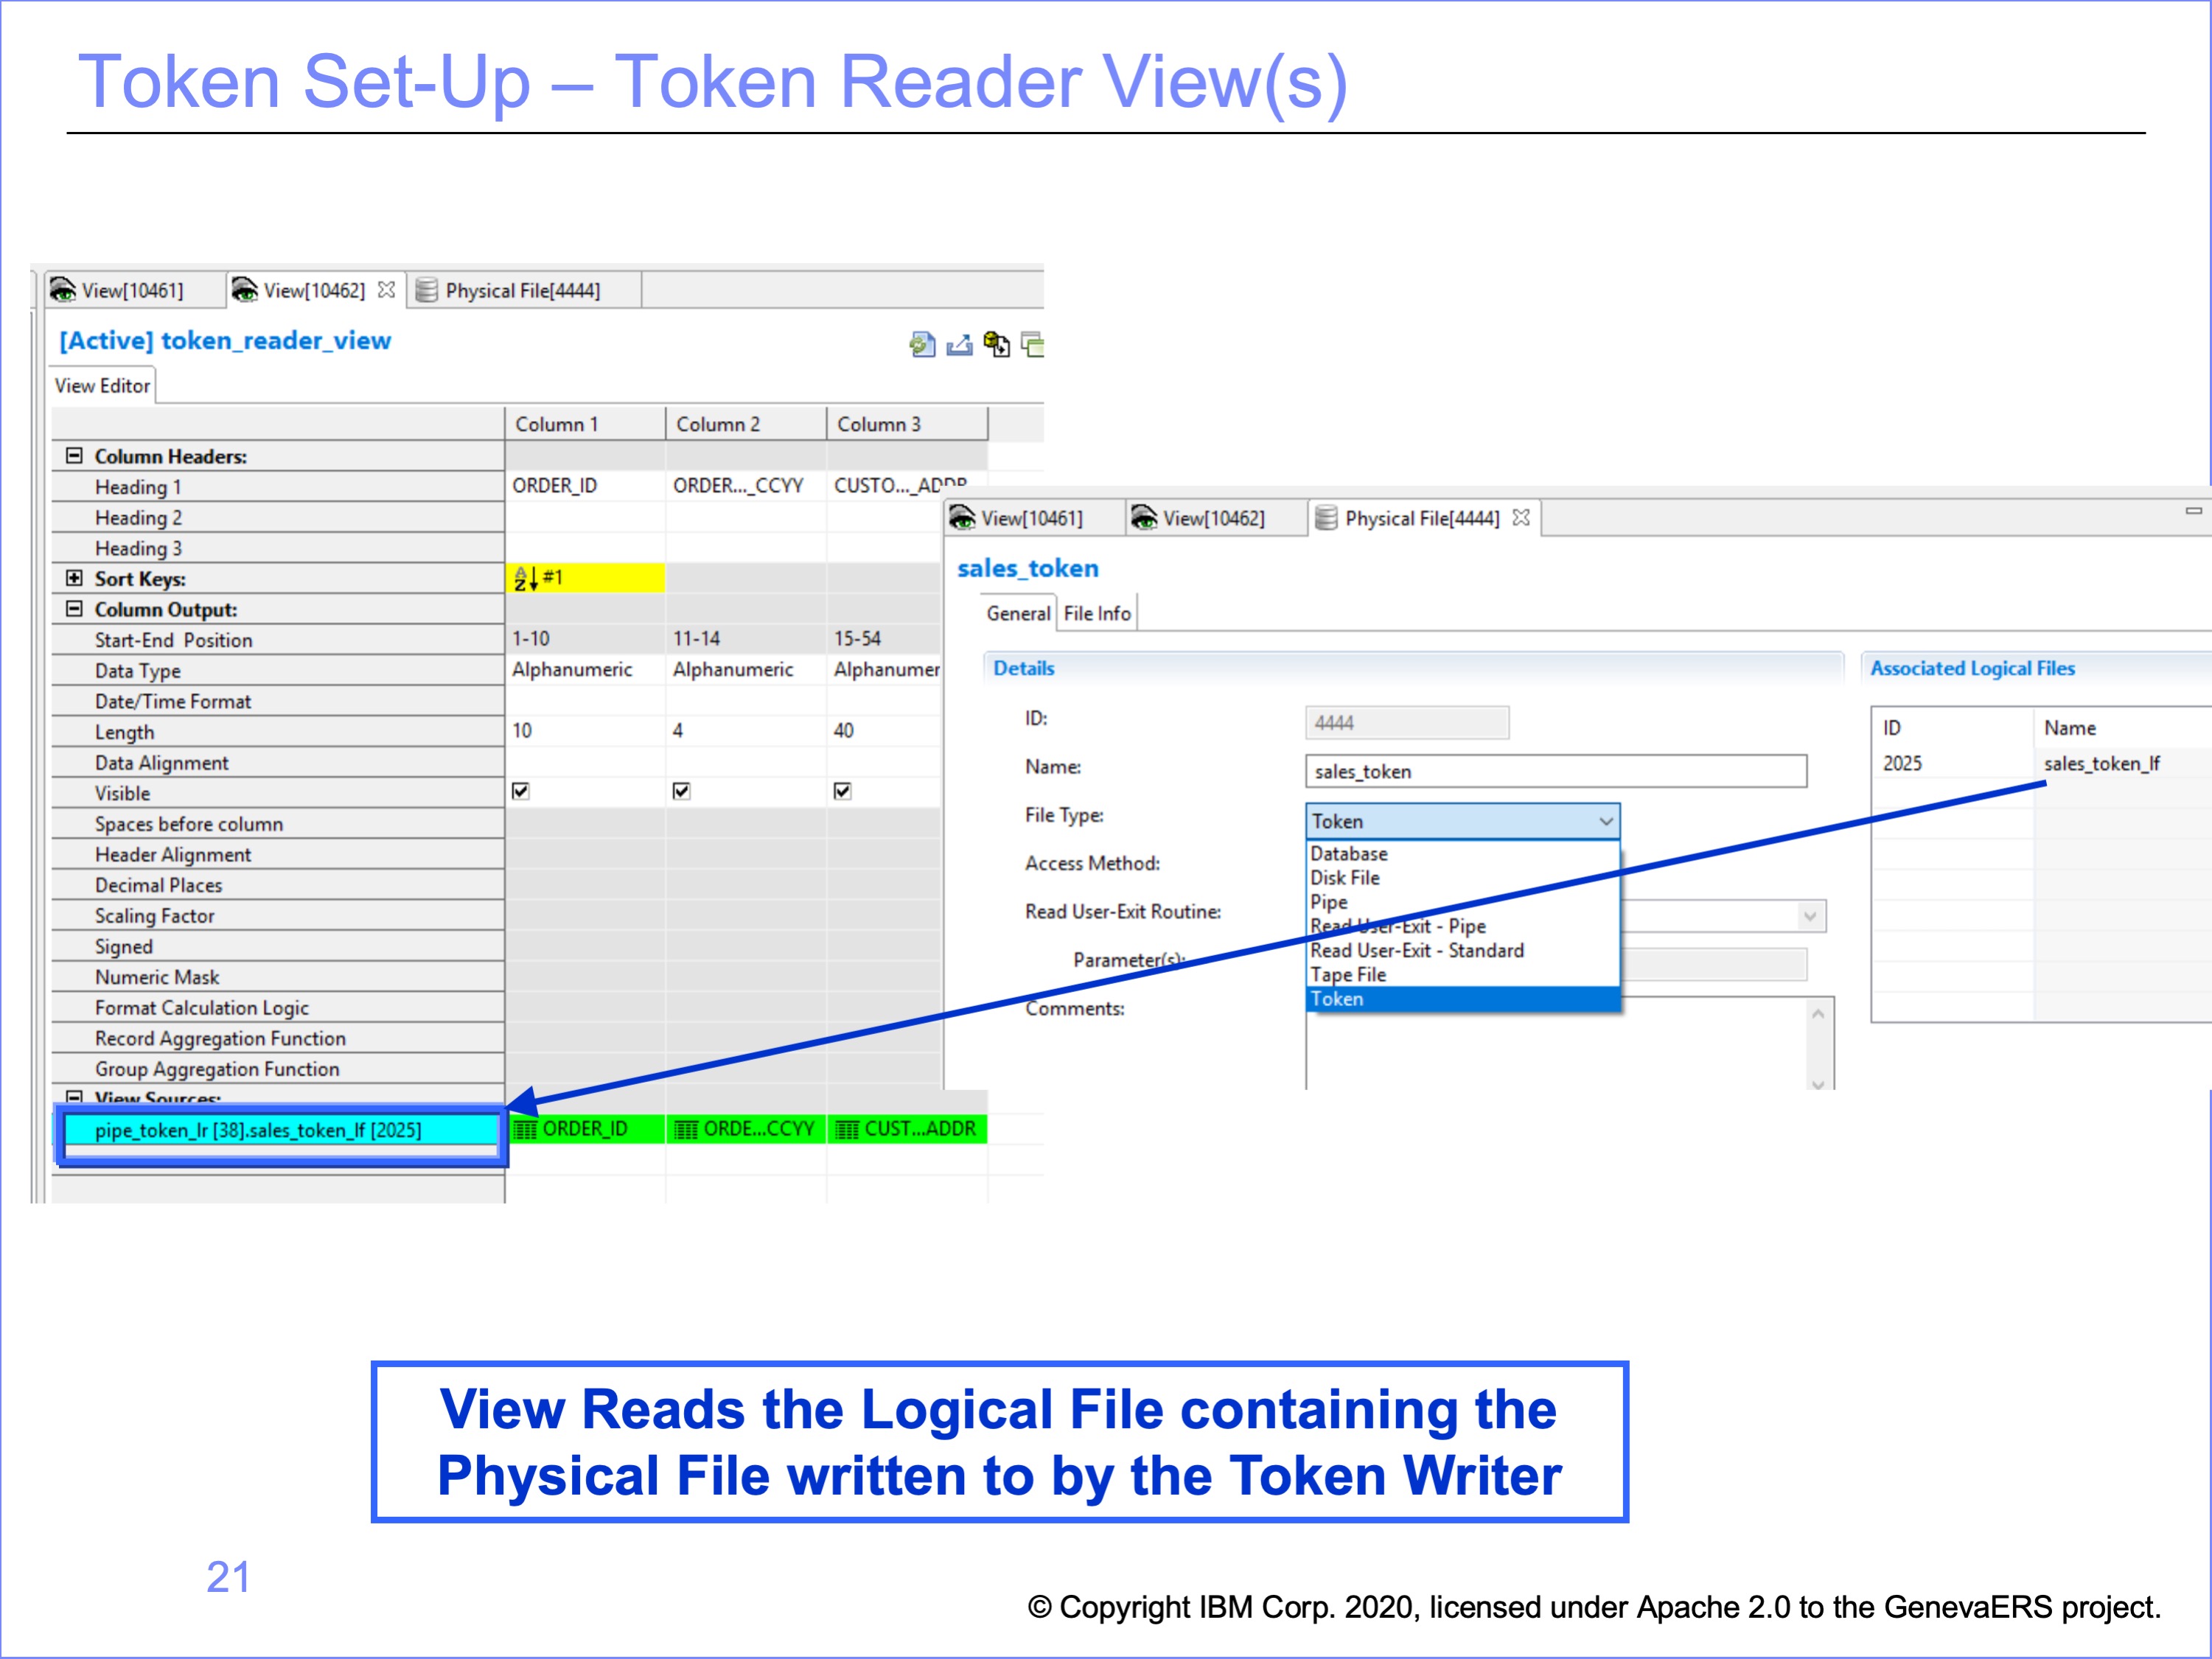 Token Set-Up – Token Reader View(s)
View[10461] View[10462] Physical File[4444]
[Active] token_reader_view
View Editor
Column 1 Column 2 Column 3
Column Headers:
Heading 1 ORDER_ID ORDER..._CCYY CUSTO..._ADDR
Heading 2
Heading 3
Sort Keys: #1
Column Output:
Start-End Position 1-10 11-14 15-54
Data Type Alphanumeric Alphanumeric Alphanumer
Date/Time Format
Length 10 4 40
Data Alignment
Visible
Spaces before column
Header Alignment
Decimal Places
Scaling Factor
Signed
Numeric Mask
Format Calculation Logic
Record Aggregation Function
Group Aggregation Function
View Sources:
pipe_token_lr [38].sales_token_lf [2025] ORDER_ID ORDE...CCYY CUST...ADDR
View[10461] View[10462] Physical File[4444]
sales_token
General File Info
Details
ID: 4444
Name: sales_token
File Type: Token
Database
Disk File
Pipe
Read User-Exit - Pipe
Read User-Exit - Standard
Tape File
Token
Access Method:
Read User-Exit Routine:
Parameter(s):
Comments:
Associated Logical Files
ID Name
2025 sales_token_lf
View Reads the Logical File containing the
Physical File written to by the Token Writer
21
© Copyright IBM Corp. 2020, licensed under Apache 2.0 to the GenevaERS project.